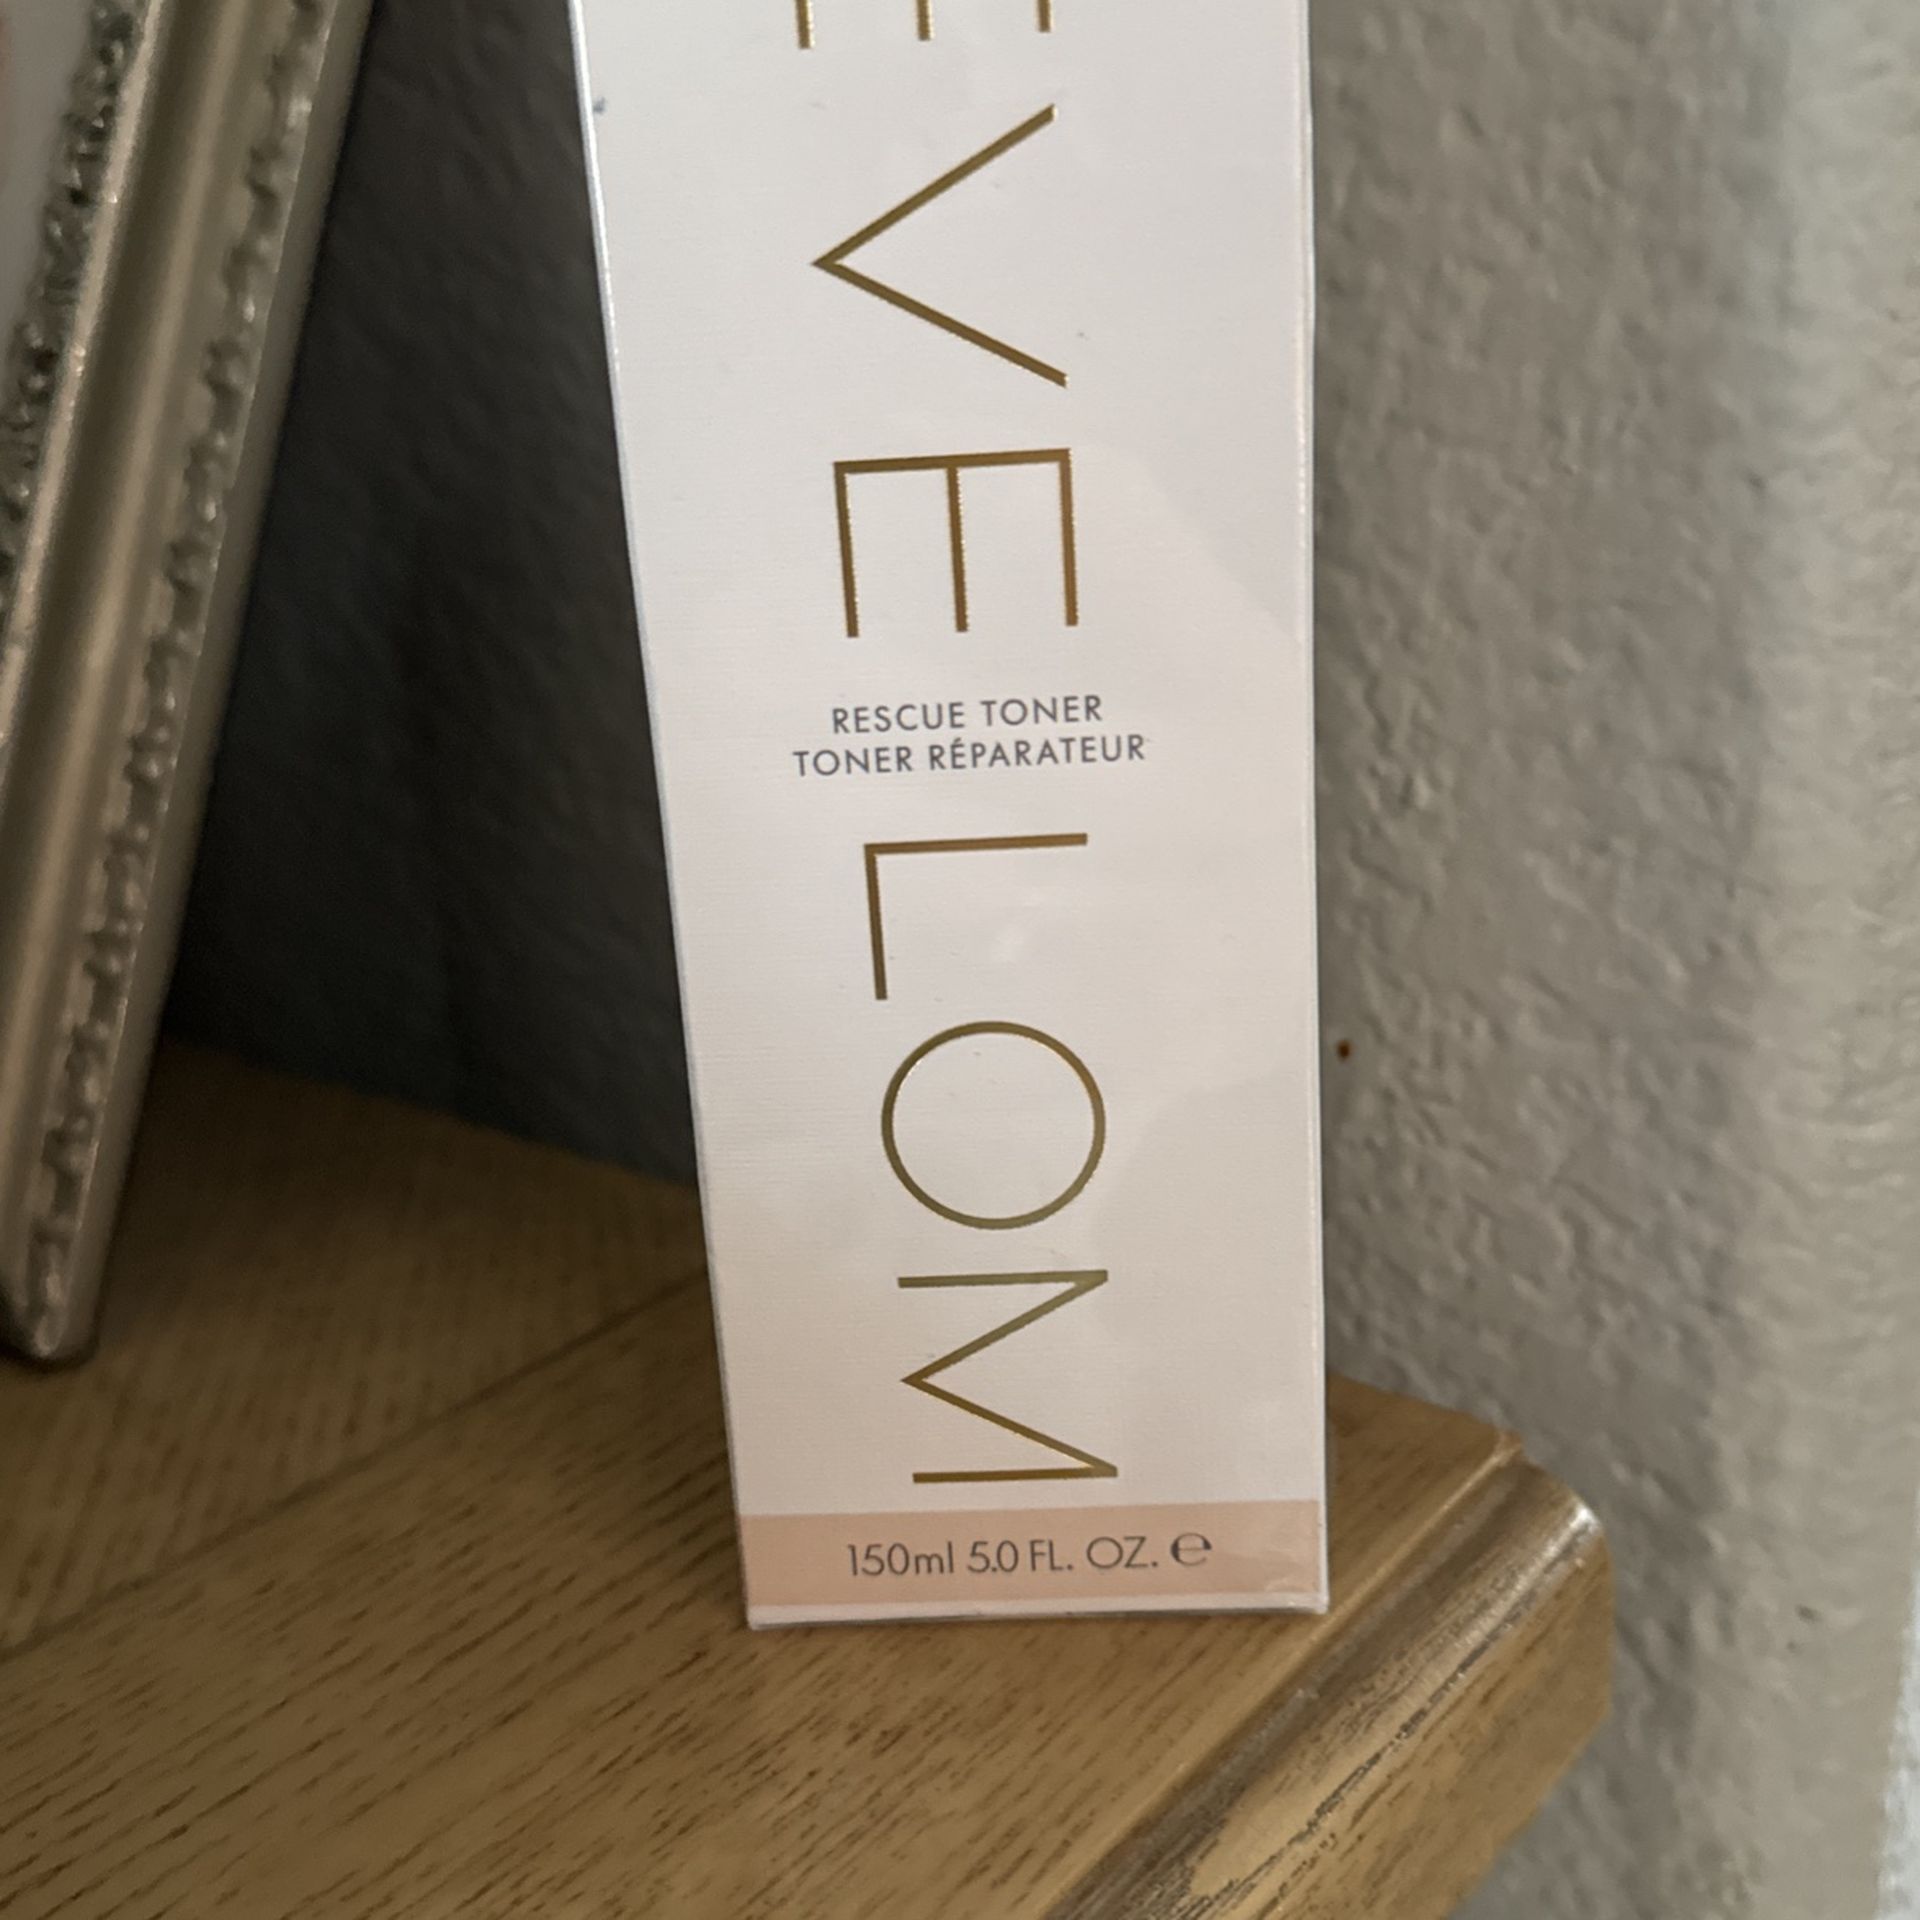 EVE
RESCUE TONER
TONER RÉPARATEUR
LOM
150ml 5.0 FL. OZ. ℮